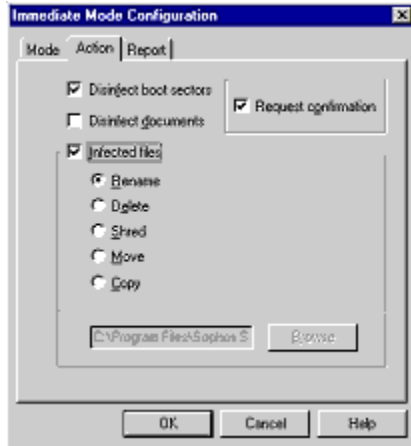 Immediate Mode Configuration
Mode Action Report
Disinfect boot sectors
Request confirmation
Disinfect documents
Infected files
Rename
Delete
Shred
Move
Copy
C:\Program Files\Sophos S
Browse
OK Cancel Help